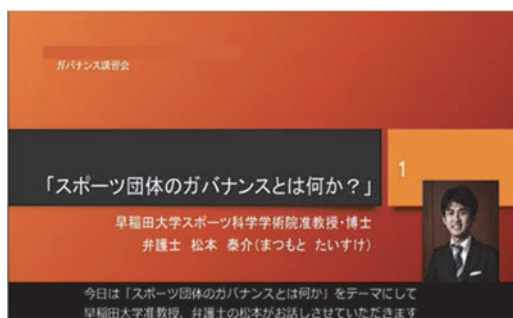 ガバナンス講習会
1
「スポーツ団体のガバナンスとは何か？」
早稲田大学スポーツ科学学術院准教授・博士
弁護士 松本 泰介(まつもと たいすけ)
今日は「スポーツ団体のガバナンスとは何か」をテーマにして
早稲田大学准教授、弁護士の松本がお話しさせていただきます